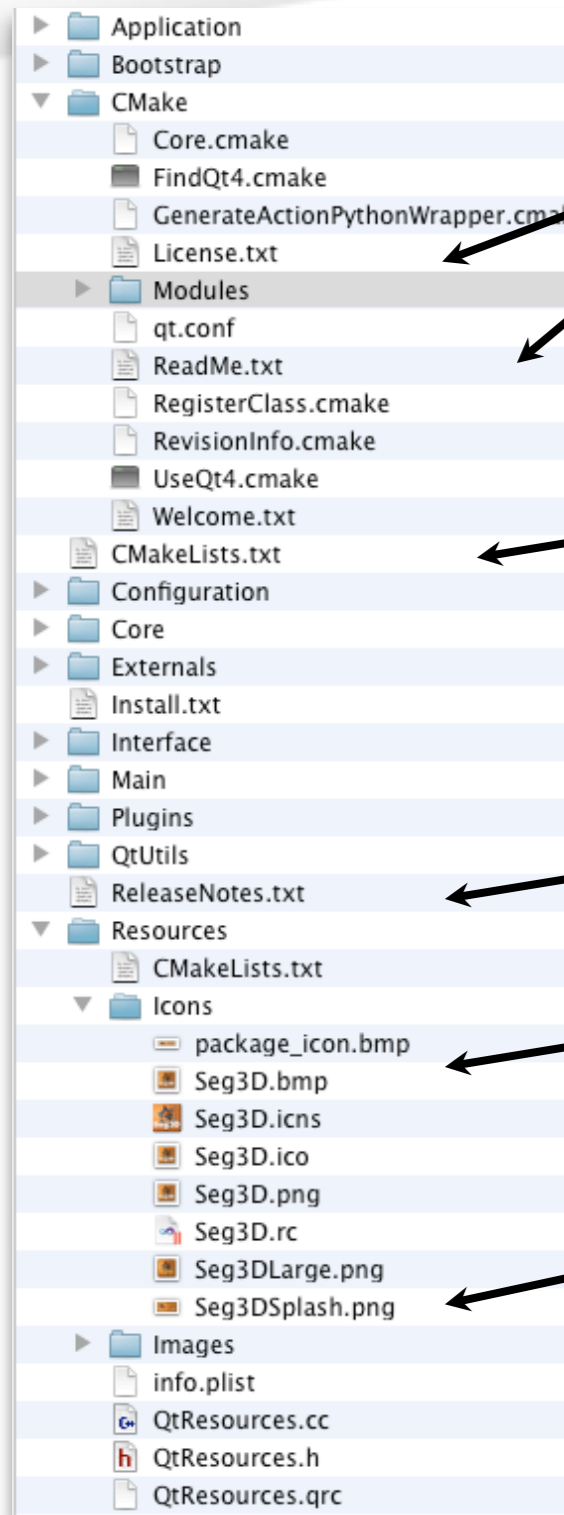 Application
Bootstrap
CMake
Core.cmake
FindQt4.cmake
GenerateActionPythonWrapper.cma
License.txt
Modules
qt.conf
ReadMe.txt
RegisterClass.cmake
RevisionInfo.cmake
UseQt4.cmake
Welcome.txt
CMakeLists.txt
Configuration
Core
Externals
Install.txt
Interface
Main
Plugins
QtUtils
ReleaseNotes.txt
Resources
CMakeLists.txt
Icons
package_icon.bmp
Seg3D.bmp
Seg3D.icns
Seg3D.ico
Seg3D.png
Seg3D.rc
Seg3DLarge.png
Seg3DSplash.png
Images
info.plist
QtResources.cc
QtResources.h
QtResources.qrc